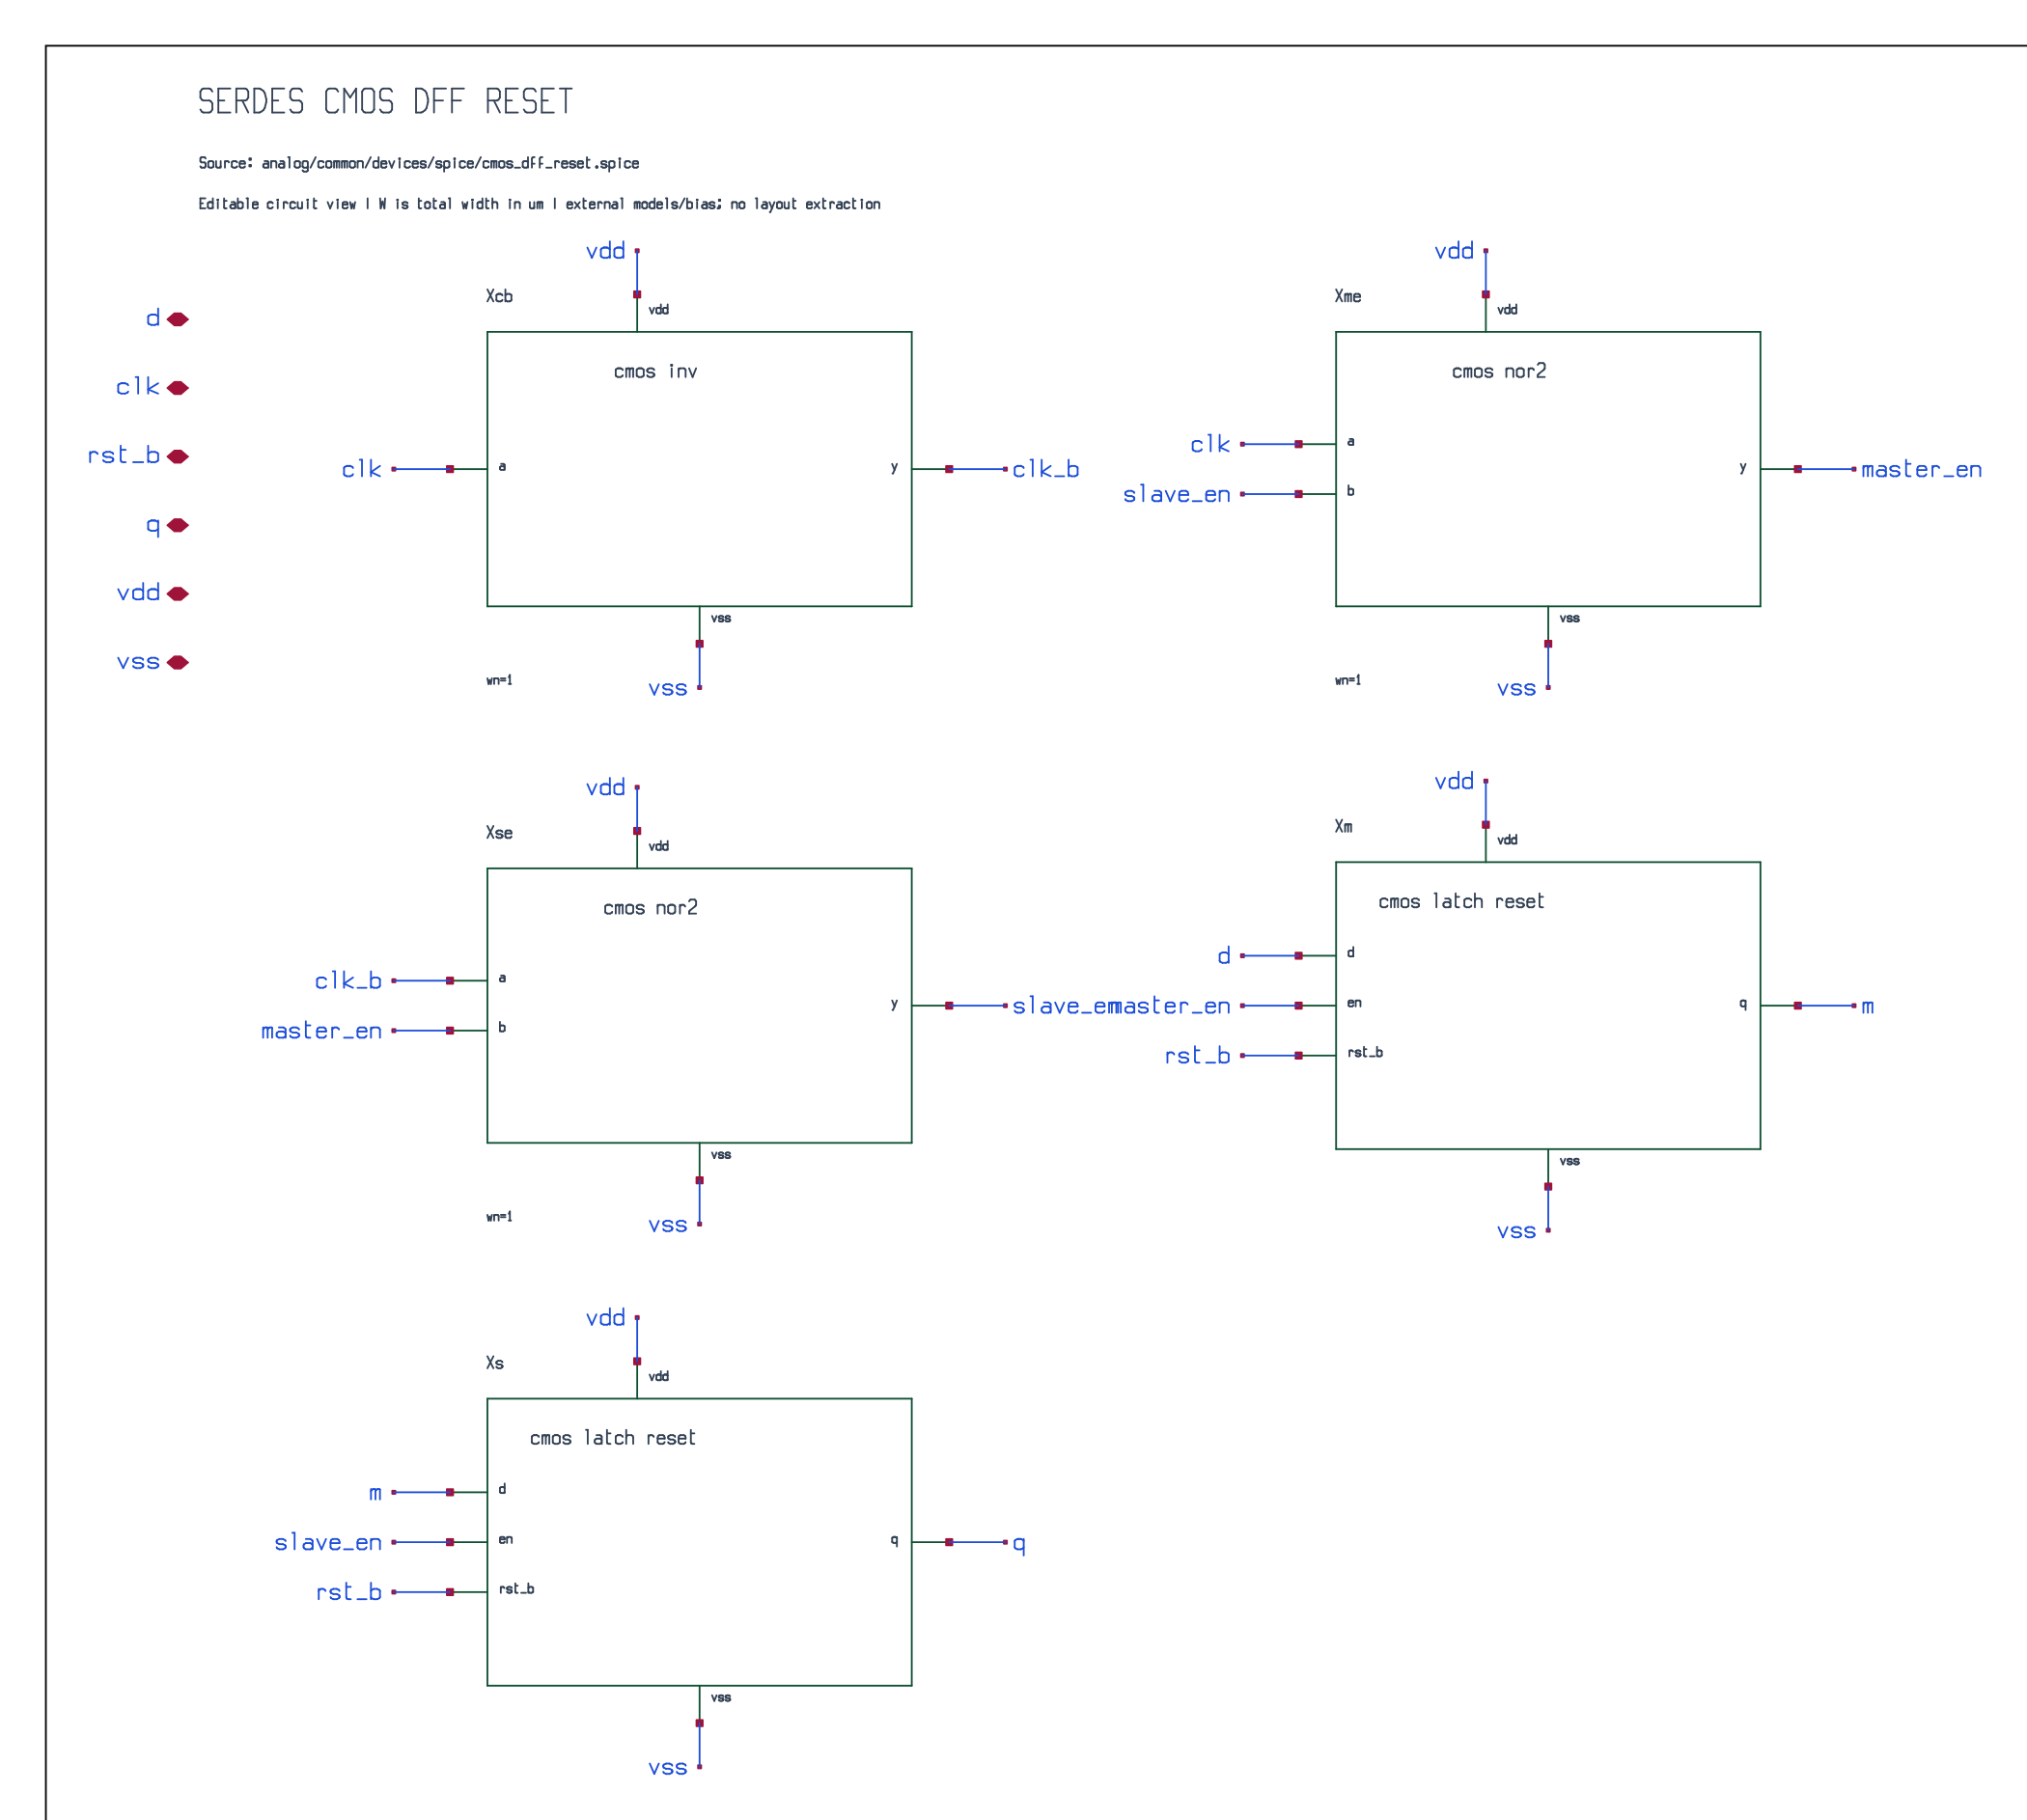 SERDES CMOS DFF RESET
Source: analog/common/devices/spice/cmos_dff_reset.spice
Editable circuit view | W is total width in um | external models/bias; no layout extraction
d
clk
rst_b
q
vdd
vss
vdd
Xcb
vdd
cmos inv
clk
a
y
clk_b
vss
wn=1
vss
vdd
Xme
vdd
cmos nor2
clk
a
slave_en
b
y
master_en
vss
wn=1
vss
vdd
Xse
vdd
cmos nor2
clk_b
a
master_en
b
y
slave_en
vss
wn=1
vss
vdd
Xm
vdd
cmos latch reset
d
d
master_en
en
rst_b
rst_b
q
m
vss
vss
vdd
Xs
vdd
cmos latch reset
m
d
slave_en
en
rst_b
rst_b
q
q
vss
vss